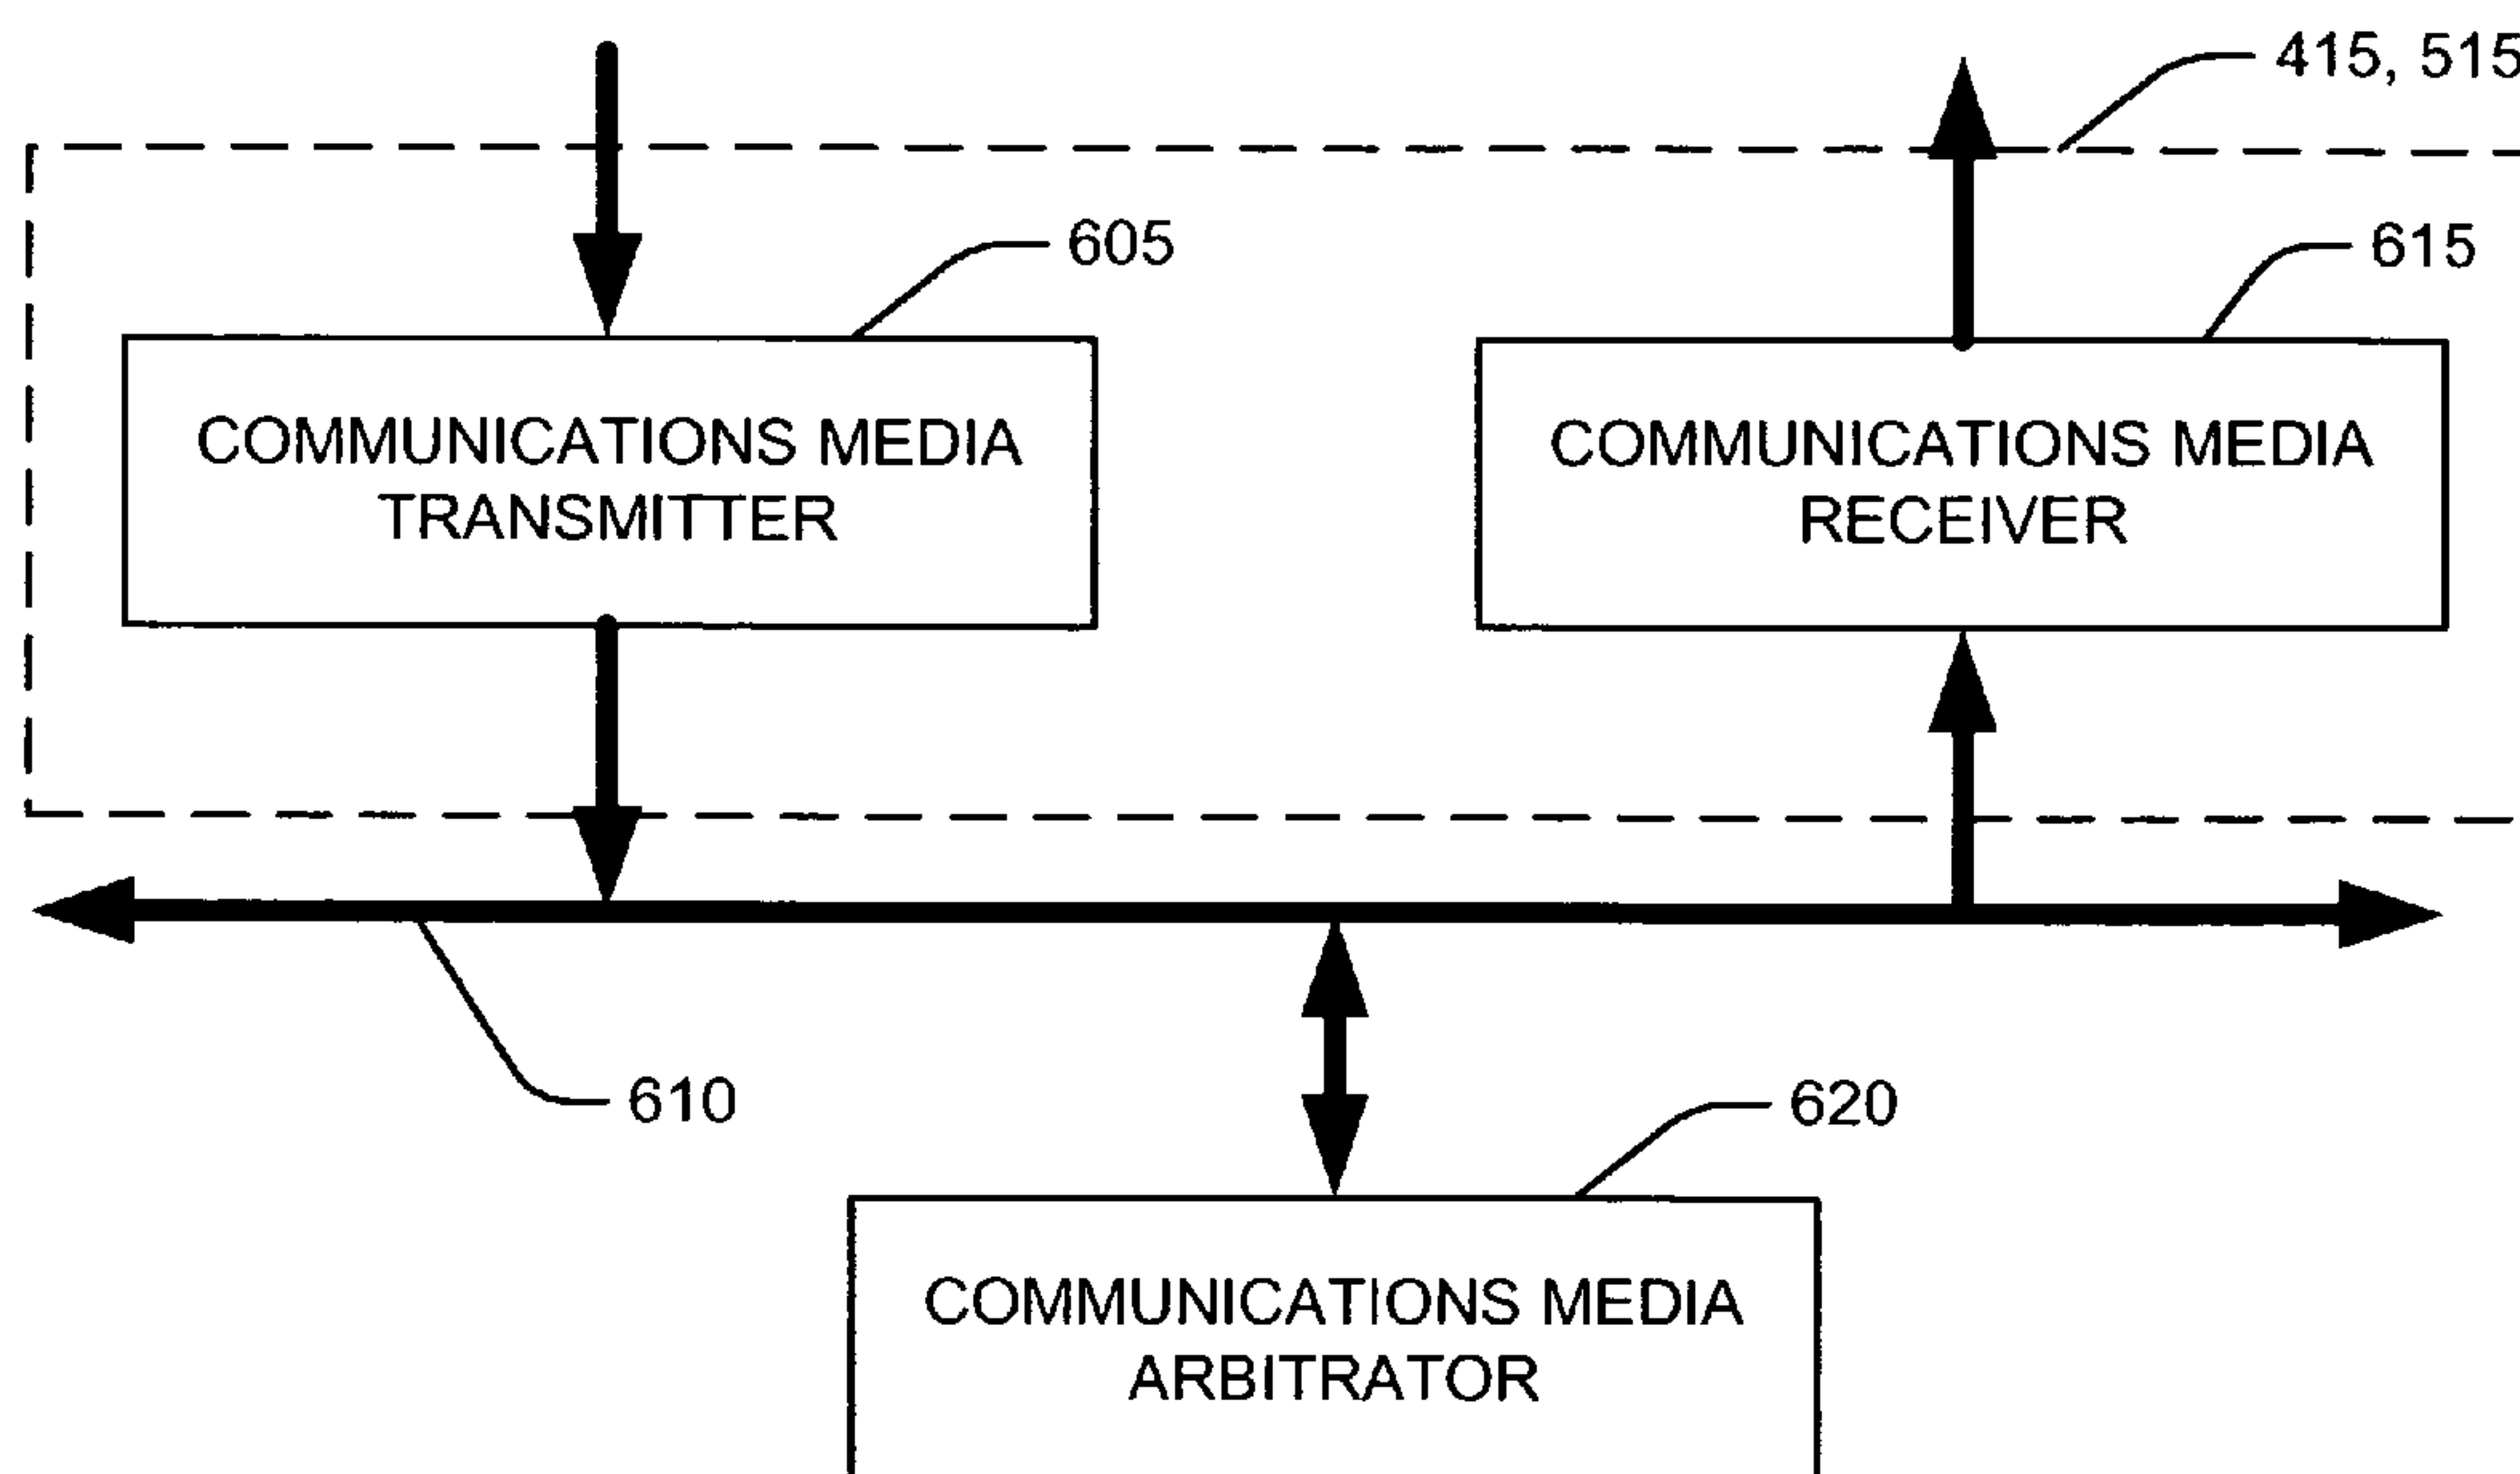 415, 515
605
615
COMMUNICATIONS MEDIA
TRANSMITTER
COMMUNICATIONS MEDIA
RECEIVER
610
620
COMMUNICATIONS MEDIA
ARBITRATOR